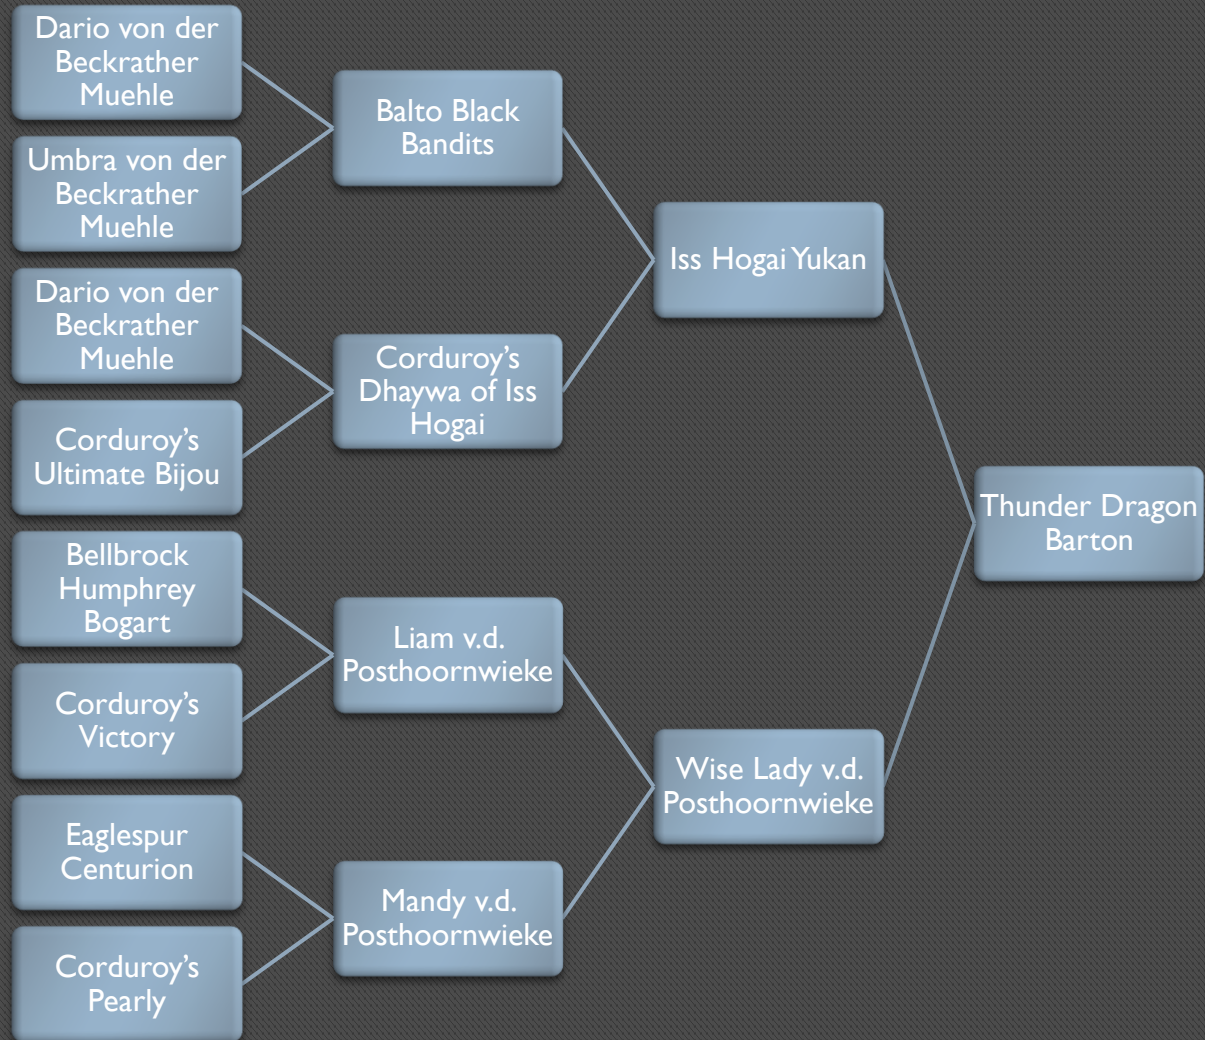 Dario von der
Beckrather
Muehle
Umbra von der
Beckrather
Muehle
Dario von der
Beckrather
Muehle
Corduroy’s
Ultimate Bijou
Bellbrock
Humphrey
Bogart
Corduroy’s
Victory
Eaglespur
Centurion
Corduroy’s
Pearly
Balto Black
Bandits
Corduroy’s
Dhaywa of Iss
Hogai
Liam v.d.
Posthoornwieke
Mandy v.d.
Posthoornwieke
Iss Hogai Yukan
Wise Lady v.d.
Posthoornwieke
Thunder Dragon
Barton